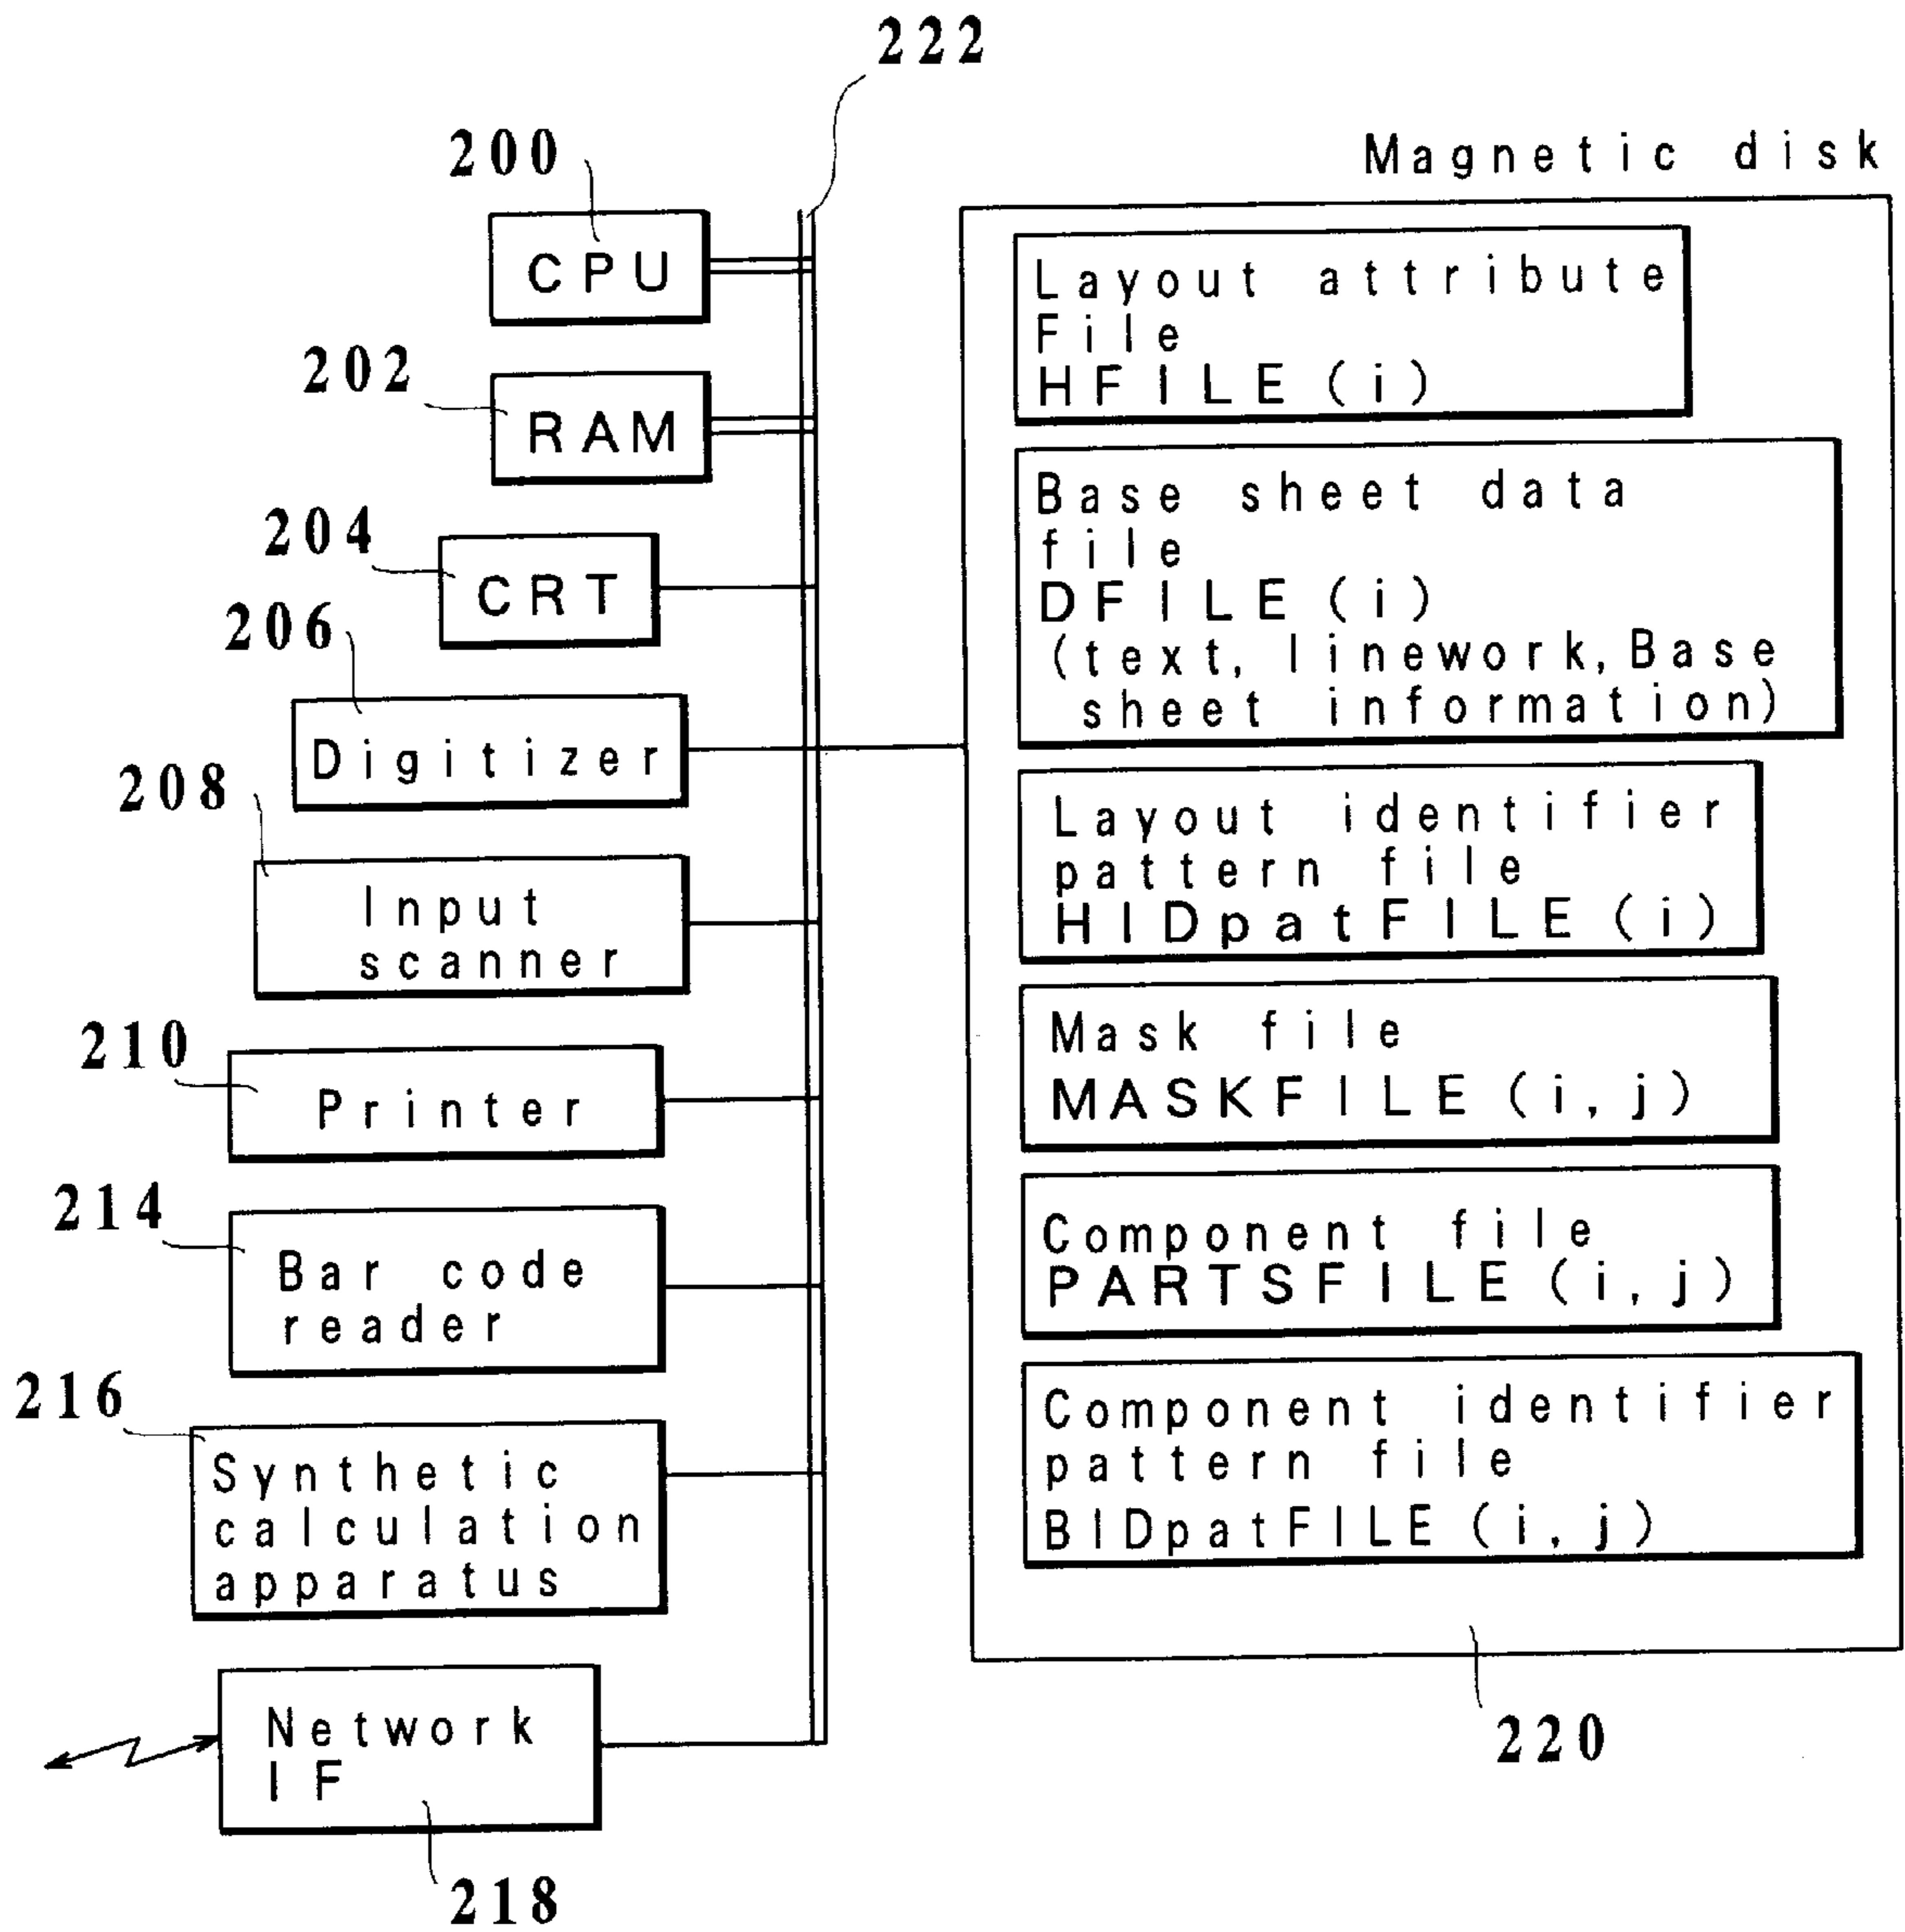 222
200
CPU
202
RAM
204
CRT
206
Digitizer
208
Input
scanner
210
Printer
214
Bar code
reader
216
Synthetic
calculation
apparatus
Network
IF
218
Magnetic disk
Layout attribute
File
HFILE (i)
Base sheet data
file
DFILE (i)
(text, linework, Base
sheet information)
Layout identifier
pattern file
HIDpatFILE (i)
Mask file
MASKFILE (i, j)
Component file
PARTSFILE (i, j)
Component identifier
pattern file
BIDpatFILE (i, j)
220